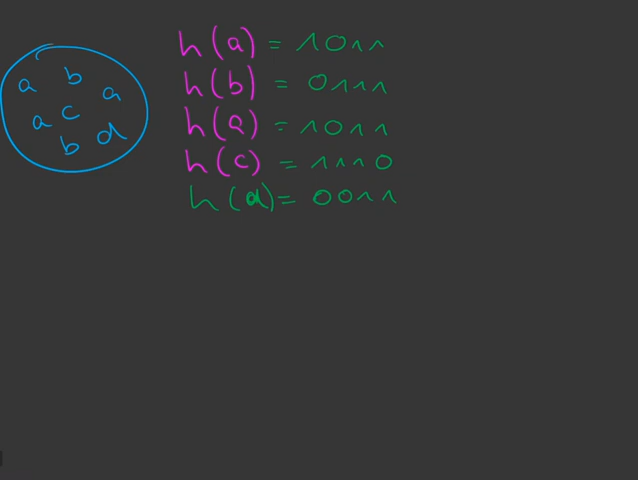 a b a
a c
b d
h(a) = 1011
h(b) = 0111
h(a) = 1011
h(c) = 1110
h(d) = 0011